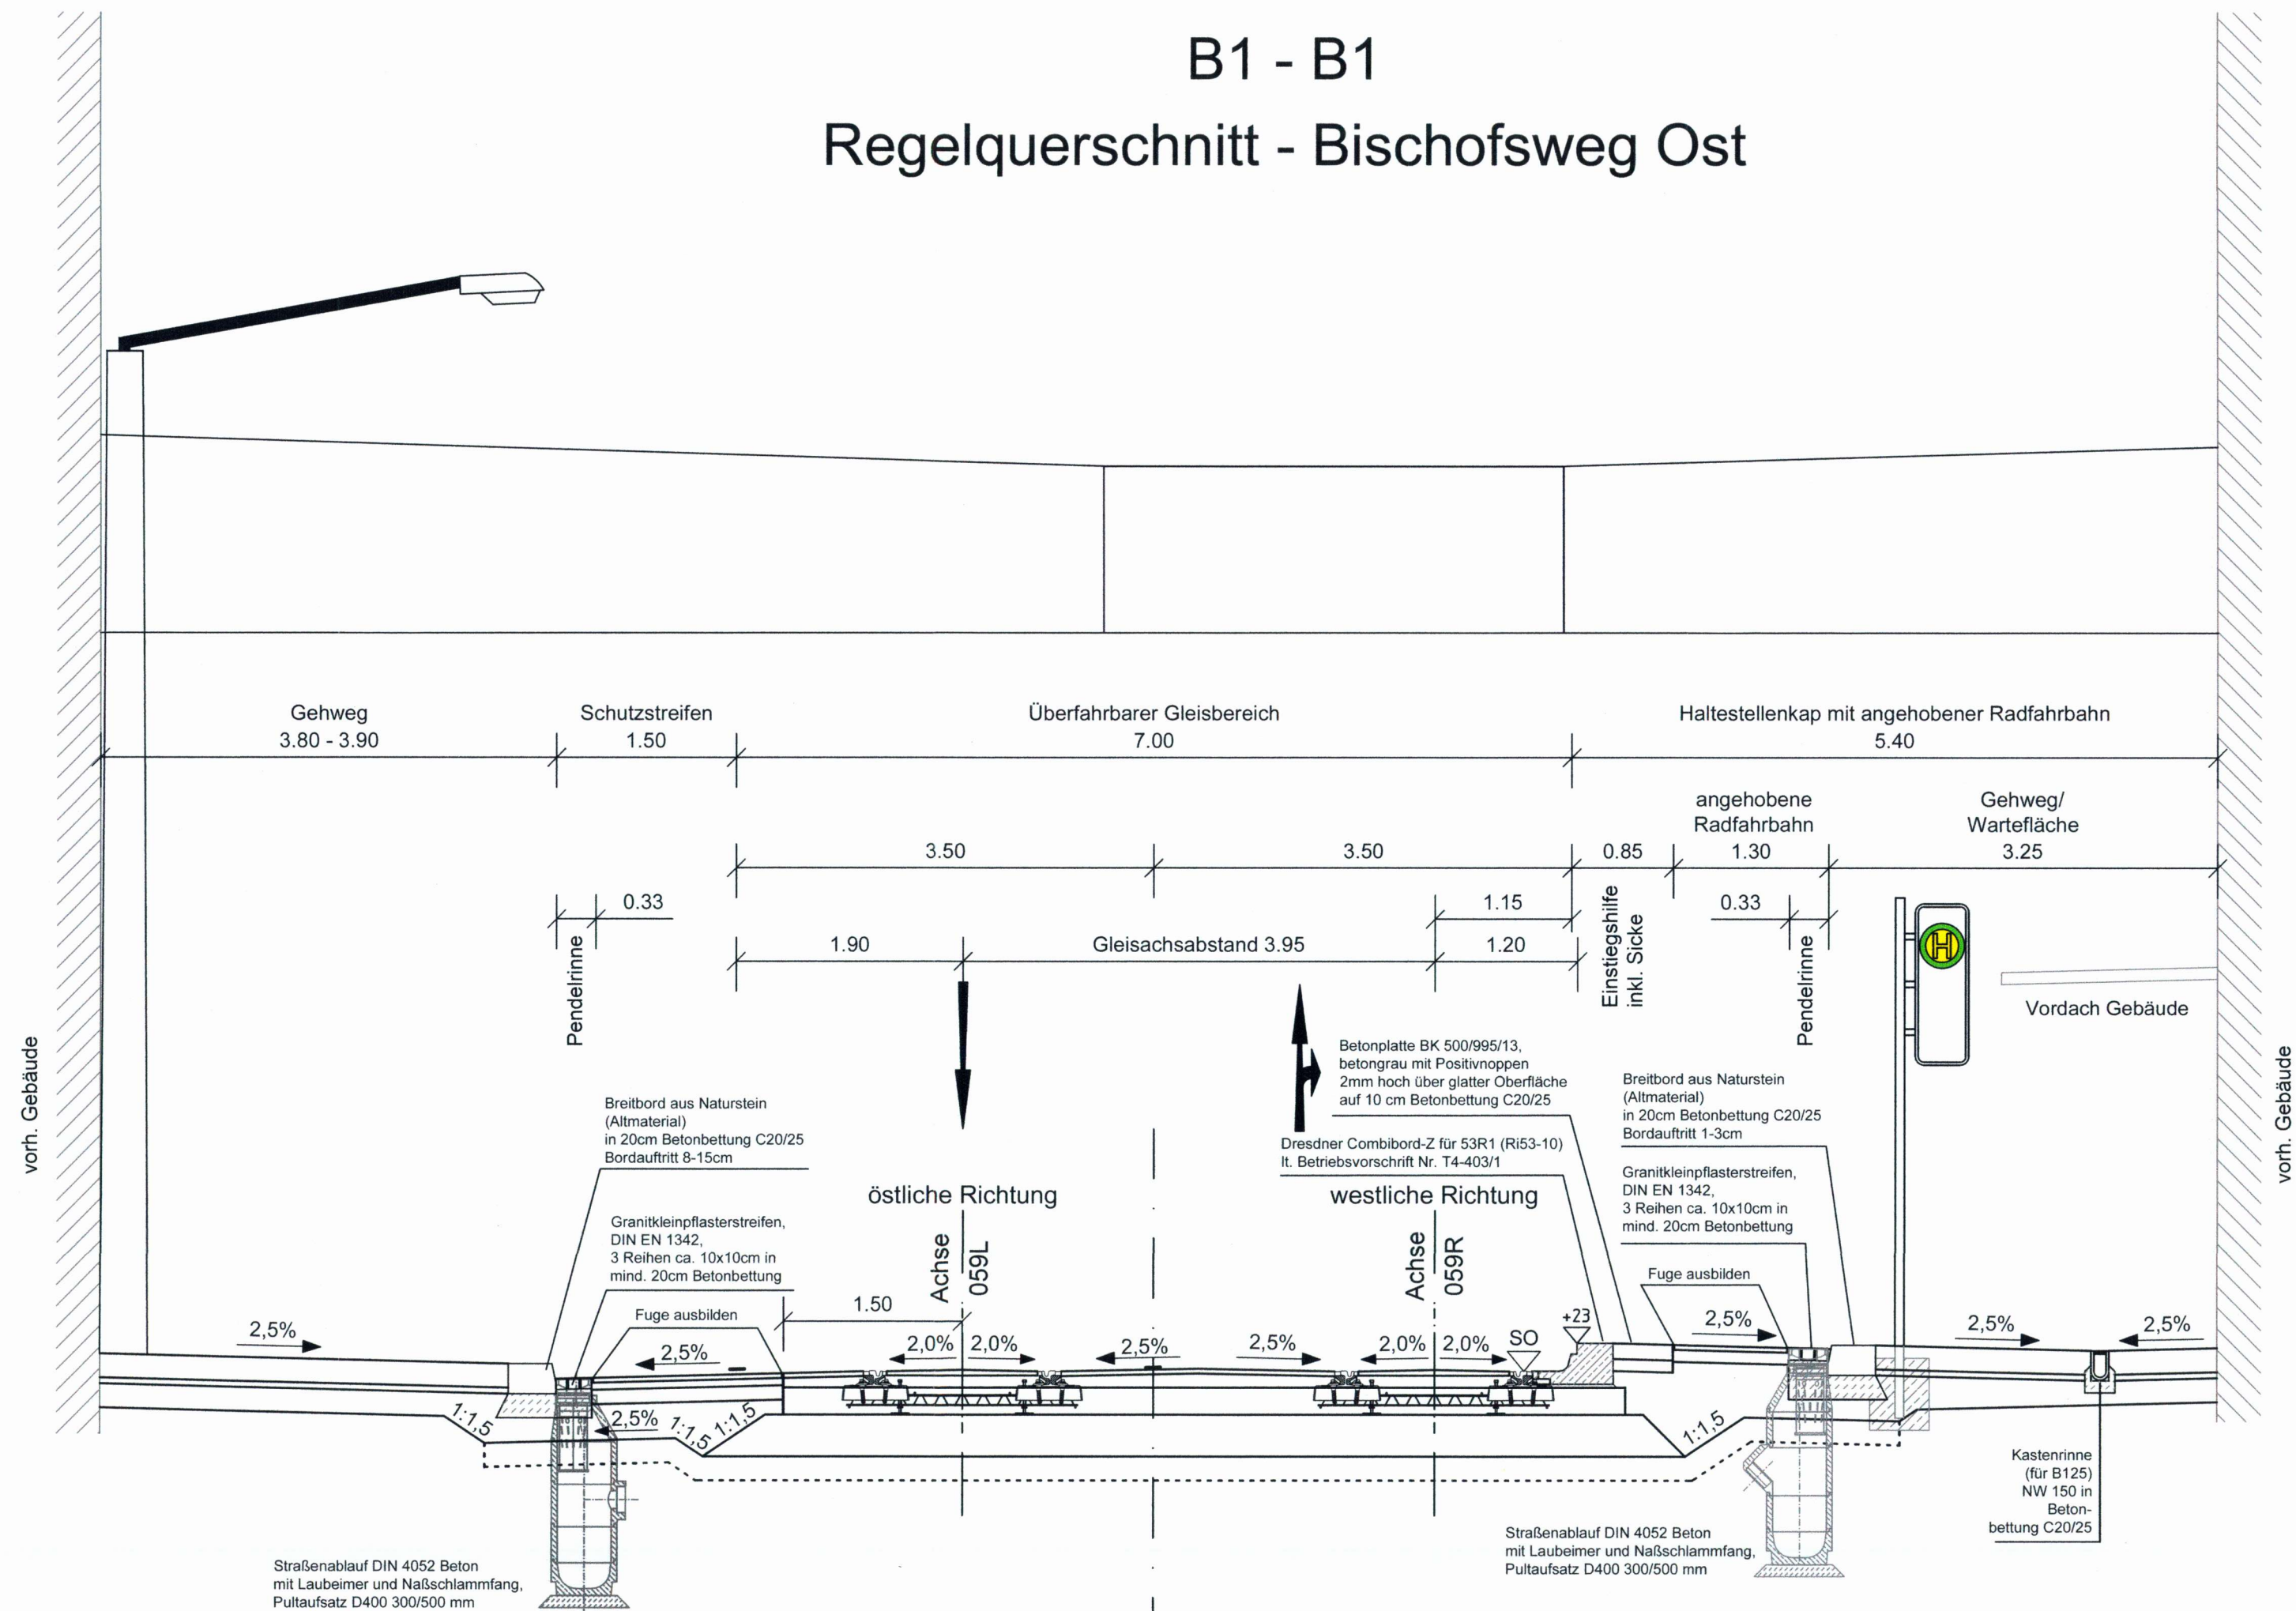 B1 - B1
Regelquerschnitt - Bischofsweg Ost
Gehweg
3.80 - 3.90
Schutzstreifen
1.50
Überfahrbarer Gleisbereich
7.00
Haltestellenkap mit angehobener Radfahrbahn
5.40
angehobene
Radfahrbahn
1.30
Gehweg/
Wartefläche
3.25
3.50
3.50
0.85
Einstiegshilfe
inkl. Sicke
0.33
Pendelrinne
1.15
0.33
Pendelrinne
1.90
Gleisachsabstand 3.95
1.20
H
Vordach Gebäude
vorh. Gebäude
vorh. Gebäude
Betonplatte BK 500/995/13,
betongrau mit Positivnoppen
2mm hoch über glatter Oberfläche
auf 10 cm Betonbettung C20/25
Dresdner Combibord-Z für 53R1 (Ri53-10)
lt. Betriebsvorschrift Nr. T4-403/1
Breitbord aus Naturstein
(Altmaterial)
in 20cm Betonbettung C20/25
Bordauftritt 1-3cm
Granitkleinpflasterstreifen,
DIN EN 1342,
3 Reihen ca. 10x10cm in
mind. 20cm Betonbettung
Fuge ausbilden
Breitbord aus Naturstein
(Altmaterial)
in 20cm Betonbettung C20/25
Bordauftritt 8-15cm
Granitkleinpflasterstreifen,
DIN EN 1342,
3 Reihen ca. 10x10cm in
mind. 20cm Betonbettung
Fuge ausbilden
östliche Richtung
westliche Richtung
Achse
059L
Achse
059R
1.50
+23
SO
2,5%
2,5%
2,0%
2,0%
2,5%
2,5%
2,0%
2,0%
2,5%
2,5%
2,5%
1:1,5
2,5%
1:1,5
1:1,5
1:1,5
Kastenrinne
(für B125)
NW 150 in
Beton-
bettung C20/25
Straßenablauf DIN 4052 Beton
mit Laubeimer und Naßschlammfang,
Pultaufsatz D400 300/500 mm
Straßenablauf DIN 4052 Beton
mit Laubeimer und Naßschlammfang,
Pultaufsatz D400 300/500 mm